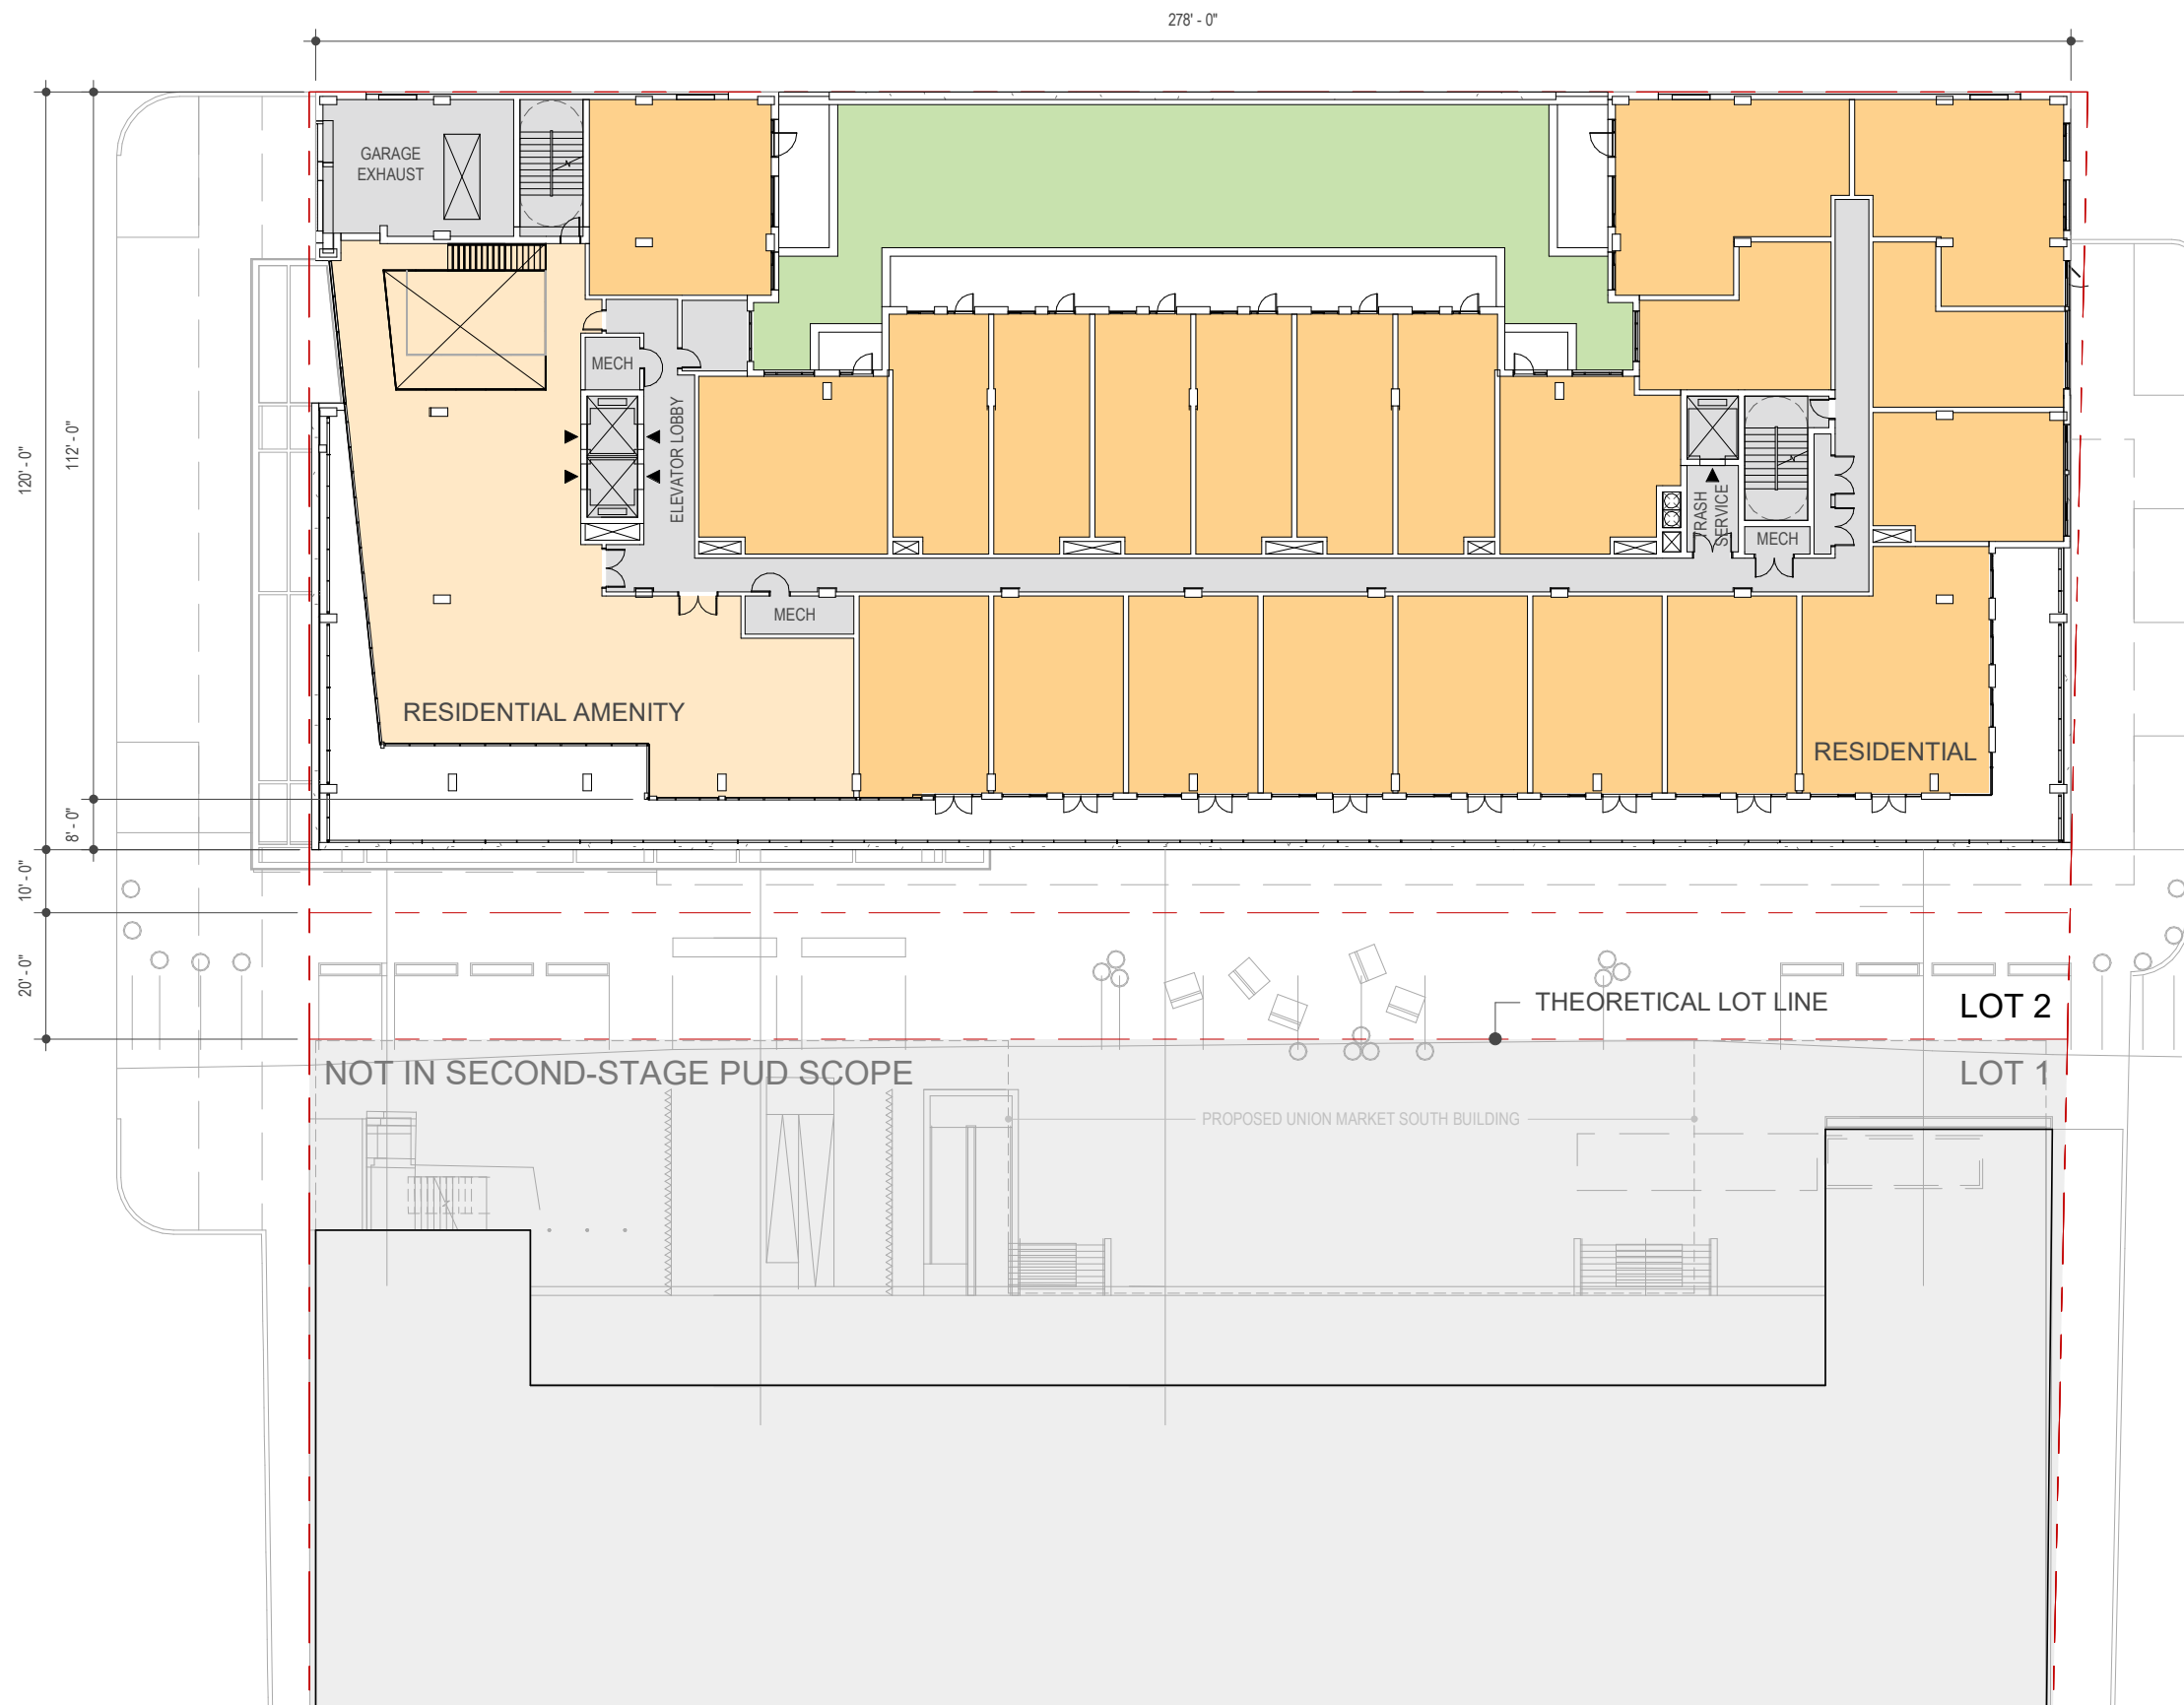 278' - 0"
GARAGE
EXHAUST
MECH
ELEVATOR LOBBY
120' - 0"
112' - 0"
TRASH
SERVICE
MECH
MECH
RESIDENTIAL AMENITY
RESIDENTIAL
8' - 0"
10' - 0"
20' - 0"
THEORETICAL LOT LINE
LOT 2
NOT IN SECOND-STAGE PUD SCOPE
LOT 1
PROPOSED UNION MARKET SOUTH BUILDING